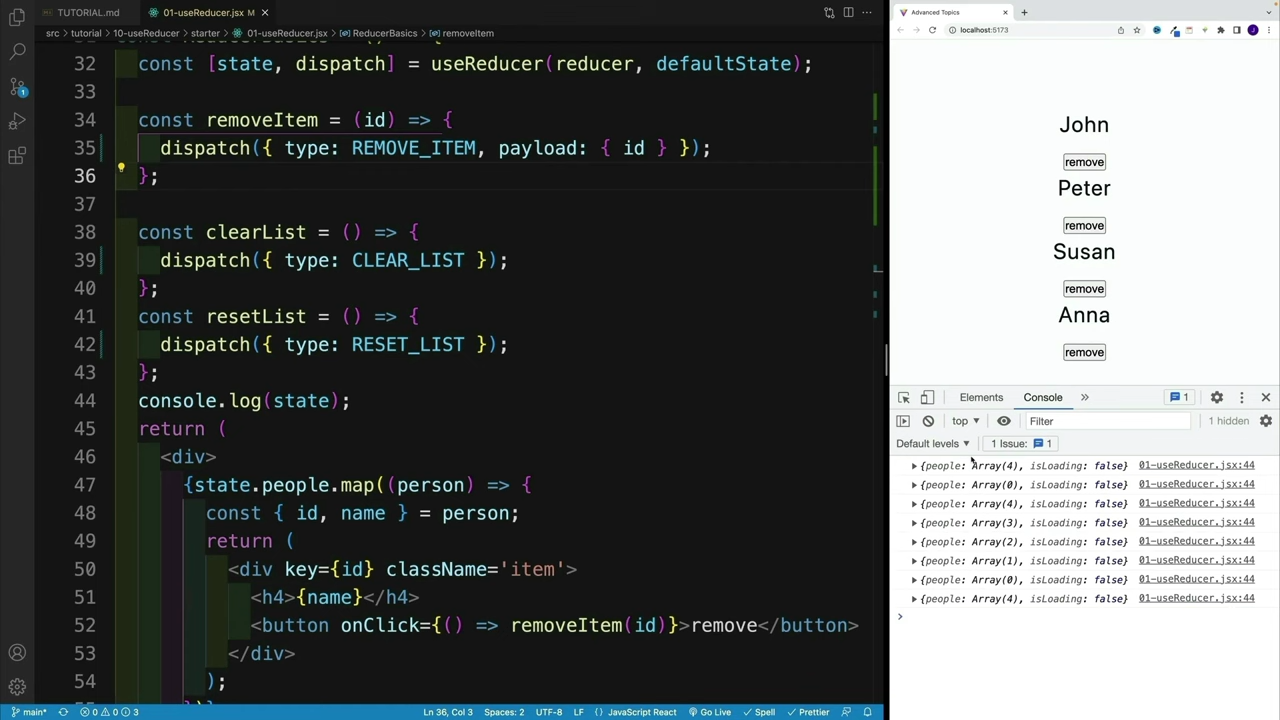 TUTORIAL.md
01-useReducer.jsx M
src > tutorial > 10-useReducer > starter > 01-useReducer.jsx > ReducerBasics > removeItem
32 const [state, dispatch] = useReducer(reducer, defaultState);
33
34 const removeItem = (id) => {
35 dispatch({ type: REMOVE_ITEM, payload: { id } });
36 };
37
38 const clearList = () => {
39 dispatch({ type: CLEAR_LIST });
40 };
41 const resetList = () => {
42 dispatch({ type: RESET_LIST });
43 };
44 console.log(state);
45 return (
46 <div>
47 {state.people.map((person) => {
48 const { id, name } = person;
49 return (
50 <div key={id} className='item'>
51 <h4>{name}</h4>
52 <button onClick={() => removeItem(id)}>remove</button>
53 </div>
54 );
main* 0 0 3 Ln 36, Col 3 Spaces: 2 UTF-8 LF JavaScript React Go Live Spell Prettier
Advanced Topics
localhost:5173
John
remove
Peter
remove
Susan
remove
Anna
remove
Elements Console 1
top Filter 1 hidden
Default levels 1 Issue: 1
{people: Array(4), isLoading: false} 01-useReducer.jsx:44
{people: Array(0), isLoading: false} 01-useReducer.jsx:44
{people: Array(4), isLoading: false} 01-useReducer.jsx:44
{people: Array(3), isLoading: false} 01-useReducer.jsx:44
{people: Array(2), isLoading: false} 01-useReducer.jsx:44
{people: Array(1), isLoading: false} 01-useReducer.jsx:44
{people: Array(0), isLoading: false} 01-useReducer.jsx:44
{people: Array(4), isLoading: false} 01-useReducer.jsx:44